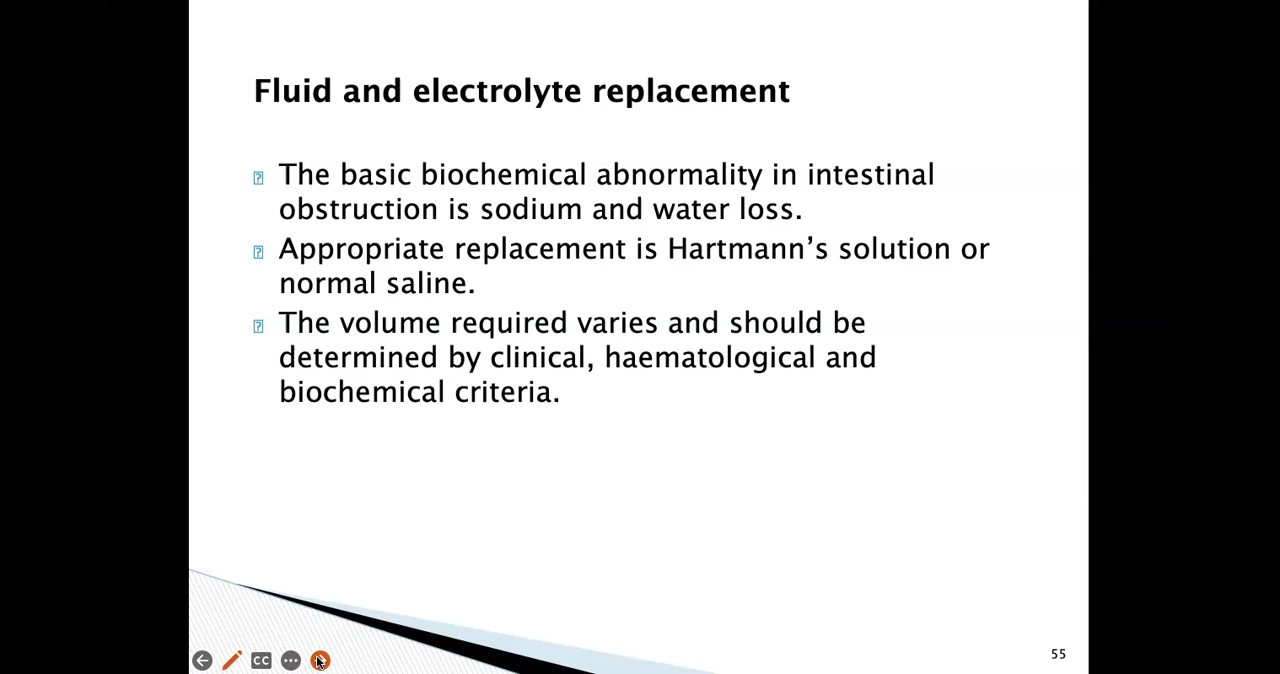 Fluid and electrolyte replacement
The basic biochemical abnormality in intestinal
obstruction is sodium and water loss.
Appropriate replacement is Hartmann’s solution or
normal saline.
The volume required varies and should be
determined by clinical, haematological and
biochemical criteria.
CC
55